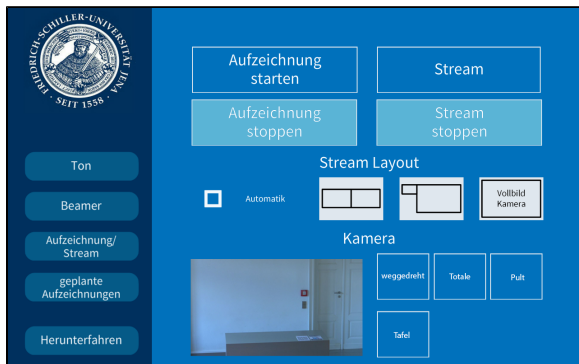 FRIEDRICH-SCHILLER-UNIVERSITÄT JENA
· SEIT 1558 ·
Ton
Beamer
Aufzeichnung/
Stream
geplante
Aufzeichnungen
Herunterfahren
Aufzeichnung
starten
Stream
Aufzeichnung
stoppen
Stream
stoppen
Stream Layout
Automatik
Vollbild
Kamera
Kamera
weggedreht
Totale
Pult
Tafel